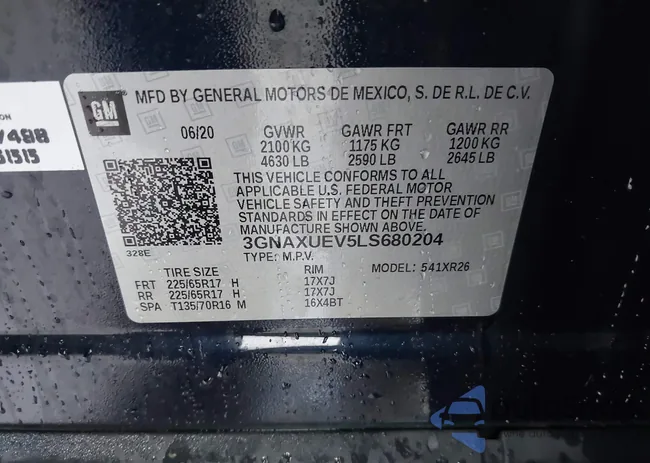 ON
7498
51515
GM
MFD BY GENERAL MOTORS DE MEXICO, S. DE R.L. DE C.V.
06/20 GVWR GAWR FRT GAWR RR
2100 KG 1175 KG 1200 KG
4630 LB 2590 LB 2645 LB
THIS VEHICLE CONFORMS TO ALL
APPLICABLE U.S. FEDERAL MOTOR
VEHICLE SAFETY AND THEFT PREVENTION
STANDARDS IN EFFECT ON THE DATE OF
MANUFACTURE SHOWN ABOVE.
3GNAXUEV5LS680204
328E
TYPE: M.P.V. MODEL: 541XR26
TIRE SIZE RIM
FRT 225/65R17 H 17X7J
RR 225/65R17 H 17X7J
SPA T135/70R16 M 16X4BT